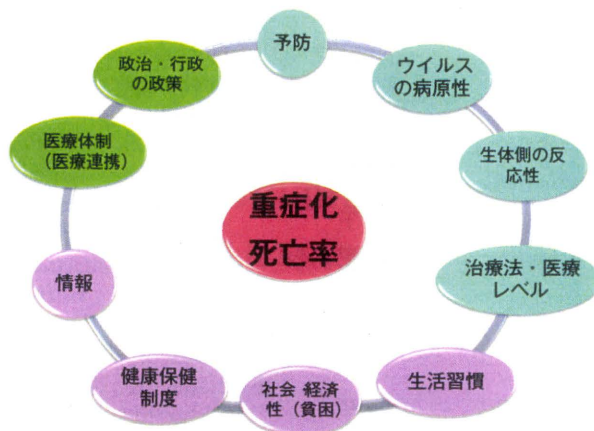 予防
ウイルス
の病原性
生体側の反
応性
治療法・医療
レベル
生活習慣
社会・経済
性（貧困）
健康保健
制度
情報
医療体制
（医療連携）
政治・行政
の政策
重症化
死亡率